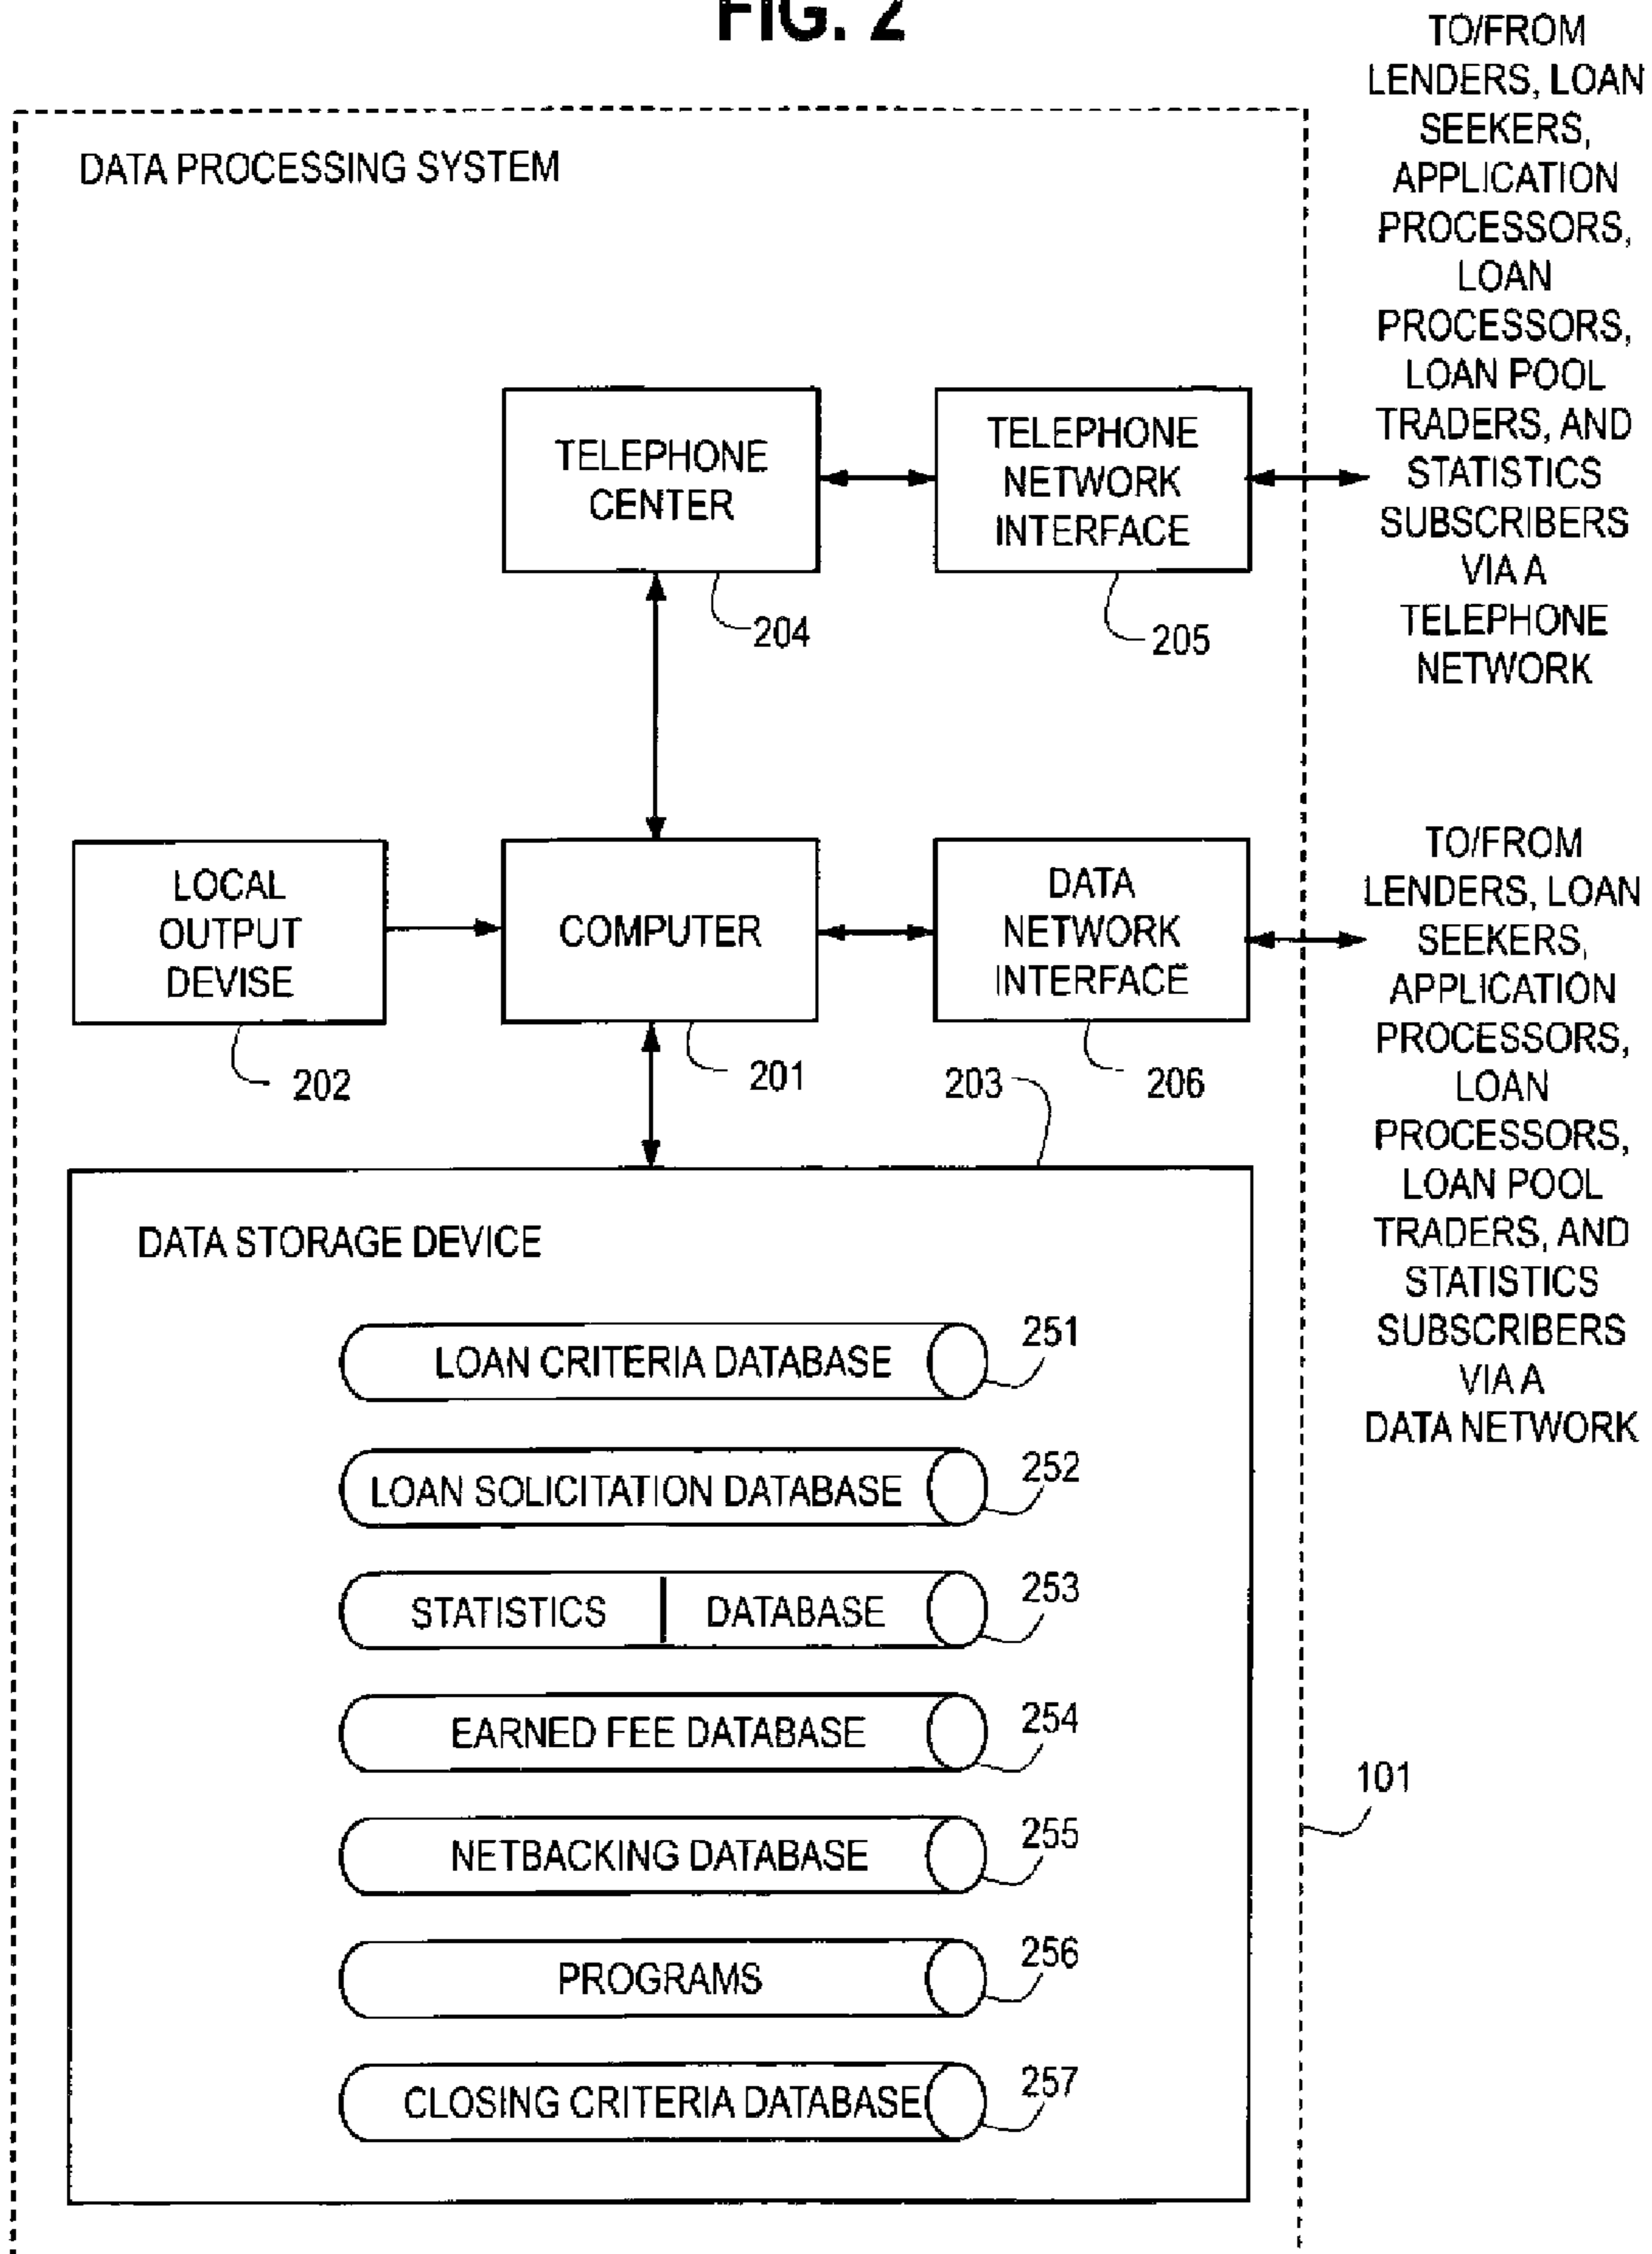 FIG. 2
TO/FROM
LENDERS, LOAN
SEEKERS,
APPLICATION
PROCESSORS,
LOAN
PROCESSORS,
LOAN POOL
TRADERS, AND
STATISTICS
SUBSCRIBERS
VIA A
TELEPHONE
NETWORK
DATA PROCESSING SYSTEM
TELEPHONE
CENTER
204
TELEPHONE
NETWORK
INTERFACE
205
LOCAL
OUTPUT
DEVISE
202
COMPUTER
201
DATA
NETWORK
INTERFACE
206
TO/FROM
LENDERS, LOAN
SEEKERS,
APPLICATION
PROCESSORS,
LOAN
PROCESSORS,
LOAN POOL
TRADERS, AND
STATISTICS
SUBSCRIBERS
VIA A
DATA NETWORK
203
DATA STORAGE DEVICE
LOAN CRITERIA DATABASE
251
LOAN SOLICITATION DATABASE
252
STATISTICS DATABASE
253
EARNED FEE DATABASE
254
NETBACKING DATABASE
255
PROGRAMS
256
CLOSING CRITERIA DATABASE
257
101